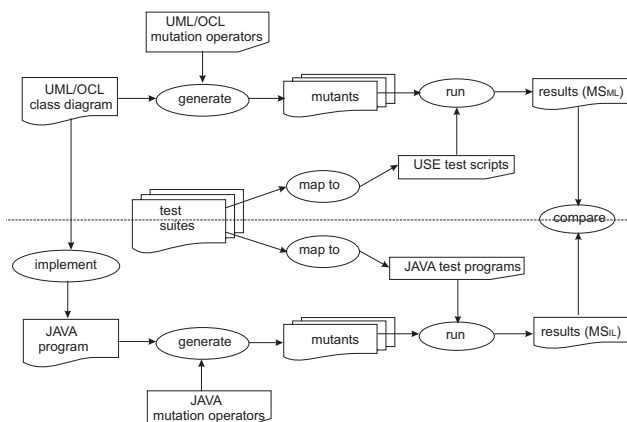 UML/OCL
mutation operators
UML/OCL
class diagram
generate
mutants
run
results (MSML)
USE test scripts
map to
test
suites
compare
map to
implement
JAVA test programs
JAVA
program
generate
mutants
run
results (MSIL)
JAVA
mutation operators